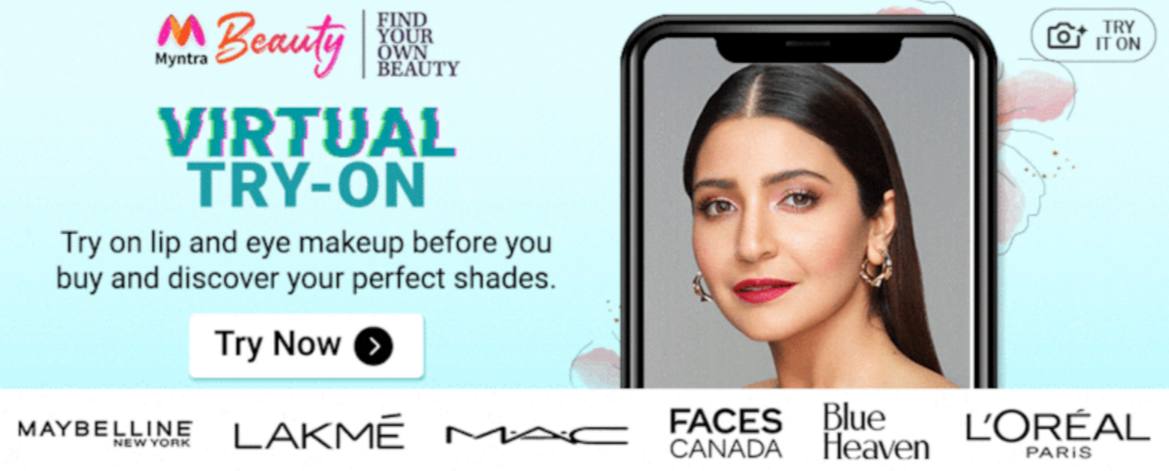 Myntra
Beauty
FIND
YOUR
OWN
BEAUTY
TRY
IT ON
VIRTUAL
TRY-ON
Try on lip and eye makeup before you
buy and discover your perfect shades.
Try Now
MAYBELLINE
NEW YORK
LAKMÉ
M·A·C
FACES
CANADA
Blue
Heaven
L'ORÉAL
PARiS